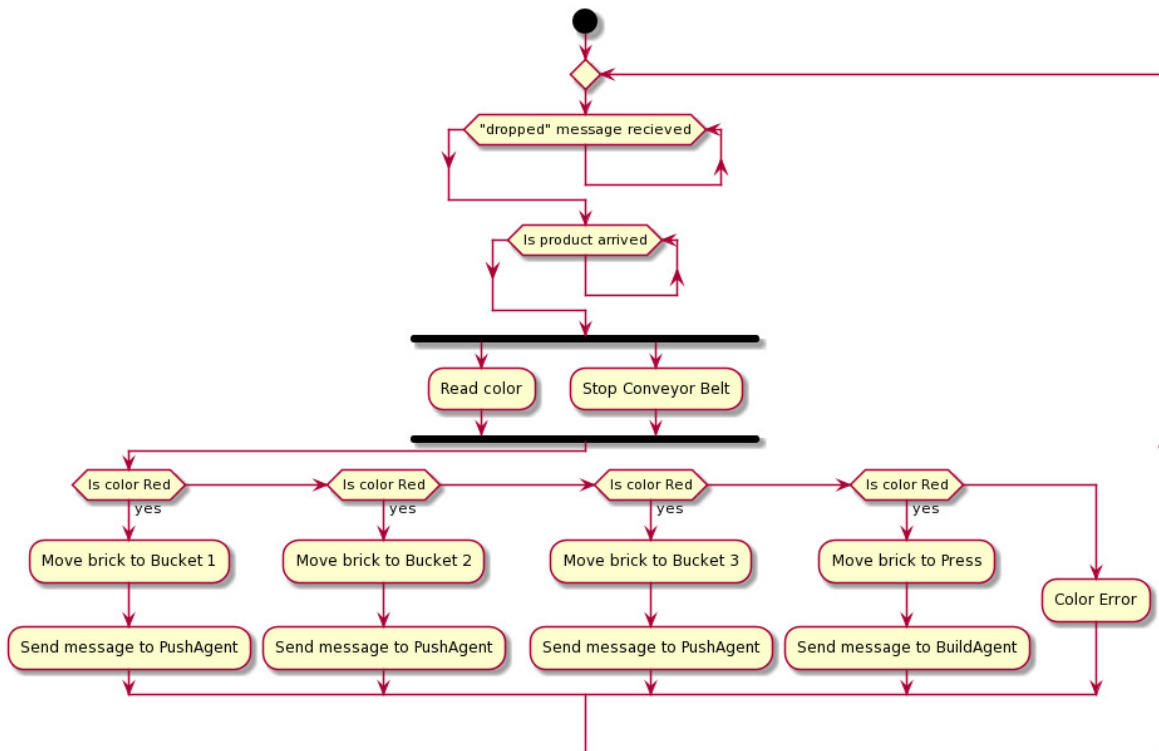 "dropped" message recieved
Is product arrived
Read color
Stop Conveyor Belt
Is color Red
Is color Red
Is color Red
Is color Red
yes
yes
yes
yes
Move brick to Bucket 1
Move brick to Bucket 2
Move brick to Bucket 3
Move brick to Press
Color Error
Send message to PushAgent
Send message to PushAgent
Send message to PushAgent
Send message to BuildAgent